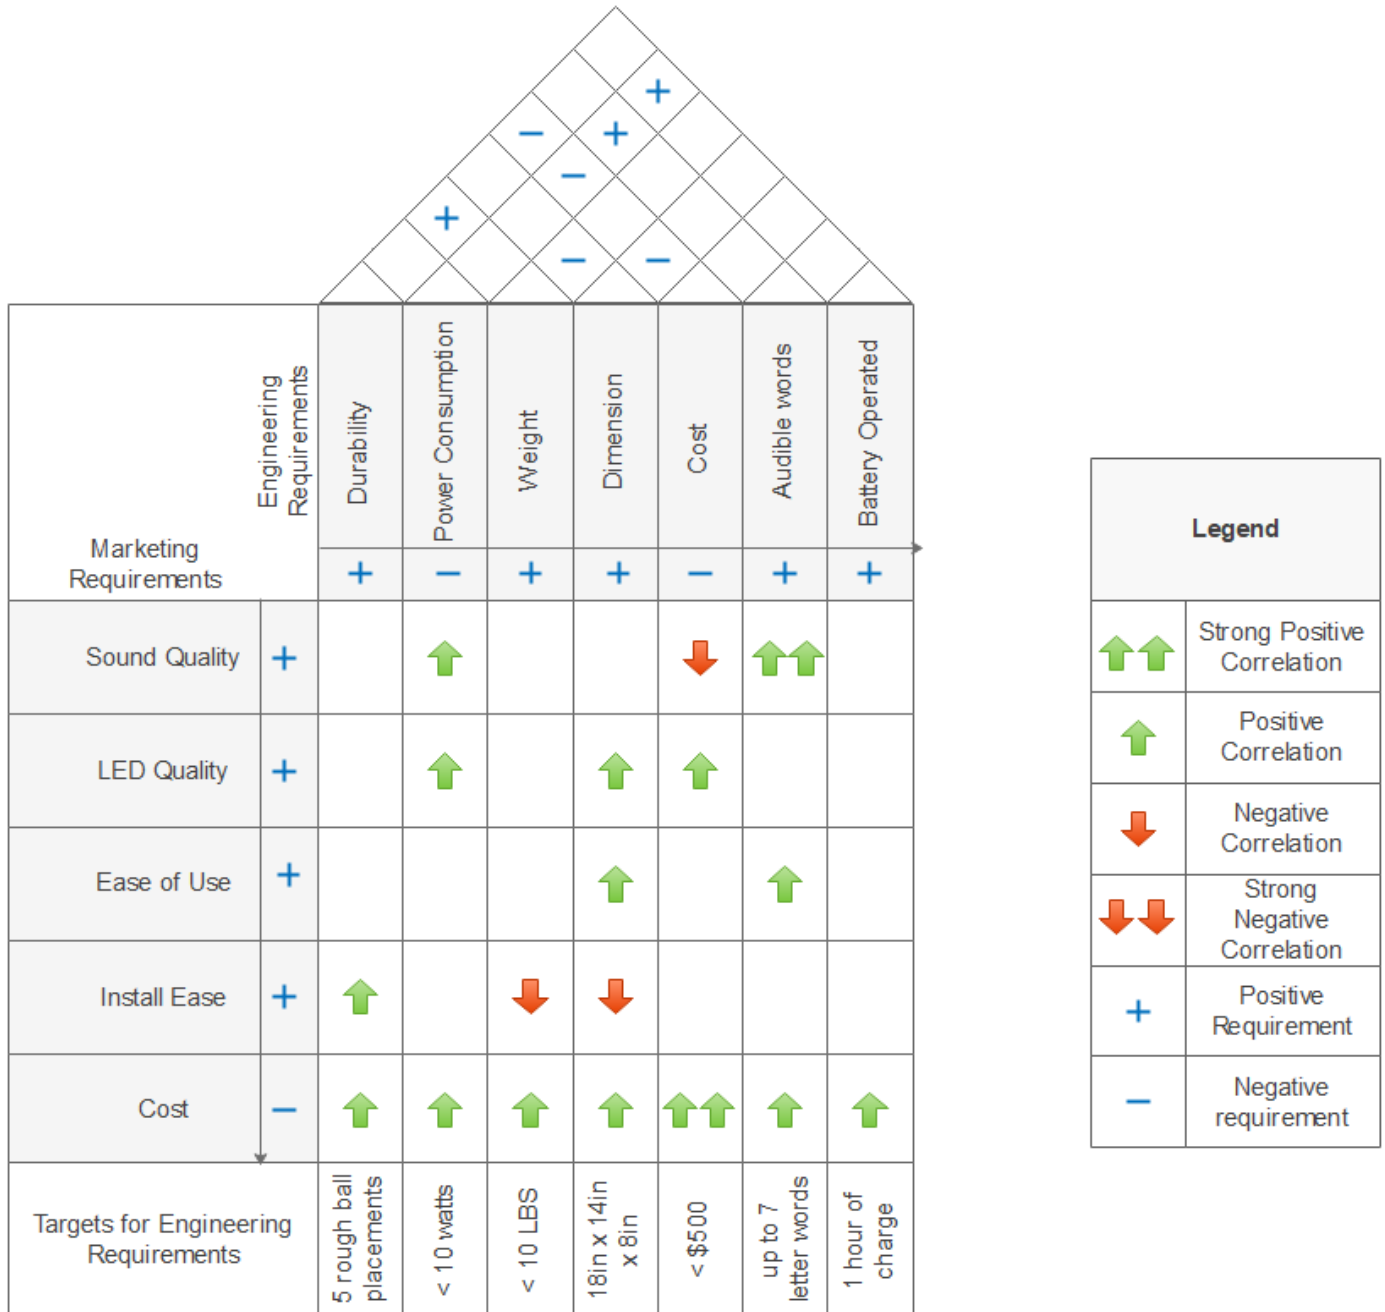 Engineering
Requirements
Durability
Power Consumption
Weight
Dimension
Cost
Audible words
Battery Operated
Marketing
Requirements
+
−
+
+
−
+
+
Sound Quality
+
LED Quality
+
Ease of Use
+
Install Ease
+
Cost
−
Targets for Engineering
Requirements
5 rough ball
placements
< 10 watts
< 10 LBS
18in x 14in
x 8in
< $500
up to 7
letter words
1 hour of
charge
Legend
Strong Positive
Correlation
Positive
Correlation
Negative
Correlation
Strong
Negative
Correlation
+
Positive
Requirement
−
Negative
requirement